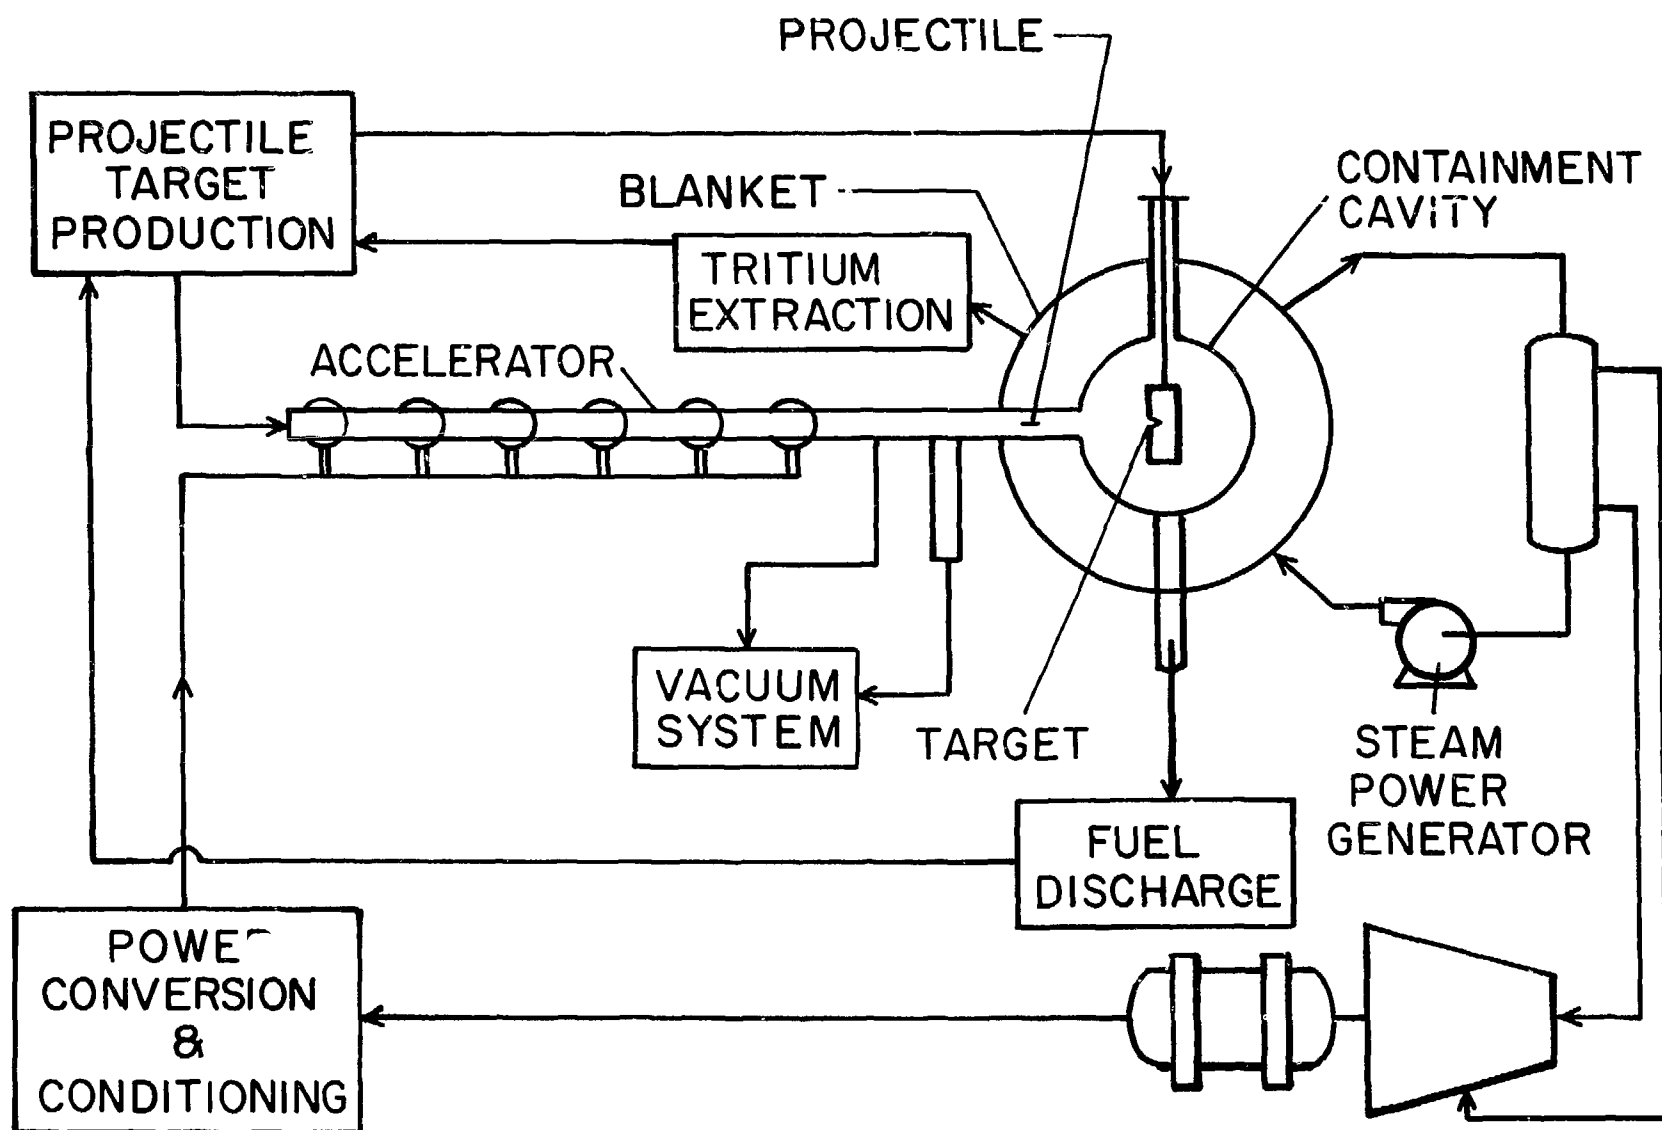 PROJECTILE
PROJECTILE
TARGET
PRODUCTION
BLANKET
CONTAINMENT
CAVITY
TRITIUM
EXTRACTION
ACCELERATOR
VACUUM
SYSTEM
TARGET
STEAM
POWER
GENERATOR
FUEL
DISCHARGE
POWER
CONVERSION
&
CONDITIONING